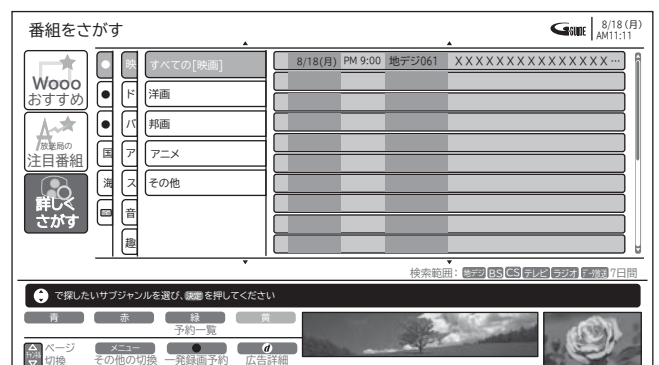 番組をさがす
G GUIDE 8/18(月) AM11:11
Wooo おすすめ
放送局の 注目番組
詳しく さがす
国
海
映
ド
バ
ア
ス
音
趣
すべての[映画]
洋画
邦画
アニメ
その他
8/18(月) PM 9:00 地デジ061 XXXXXXXXXXXXXXX…
検索範囲: 地デジ BS CS テレビ ラジオ データ放送 7日間
で探したいサブジャンルを選び、決定を押してください
青 赤 緑 黄
予約一覧
ページ切換 メニュー その他の切換 一発録画予約 d 広告詳細